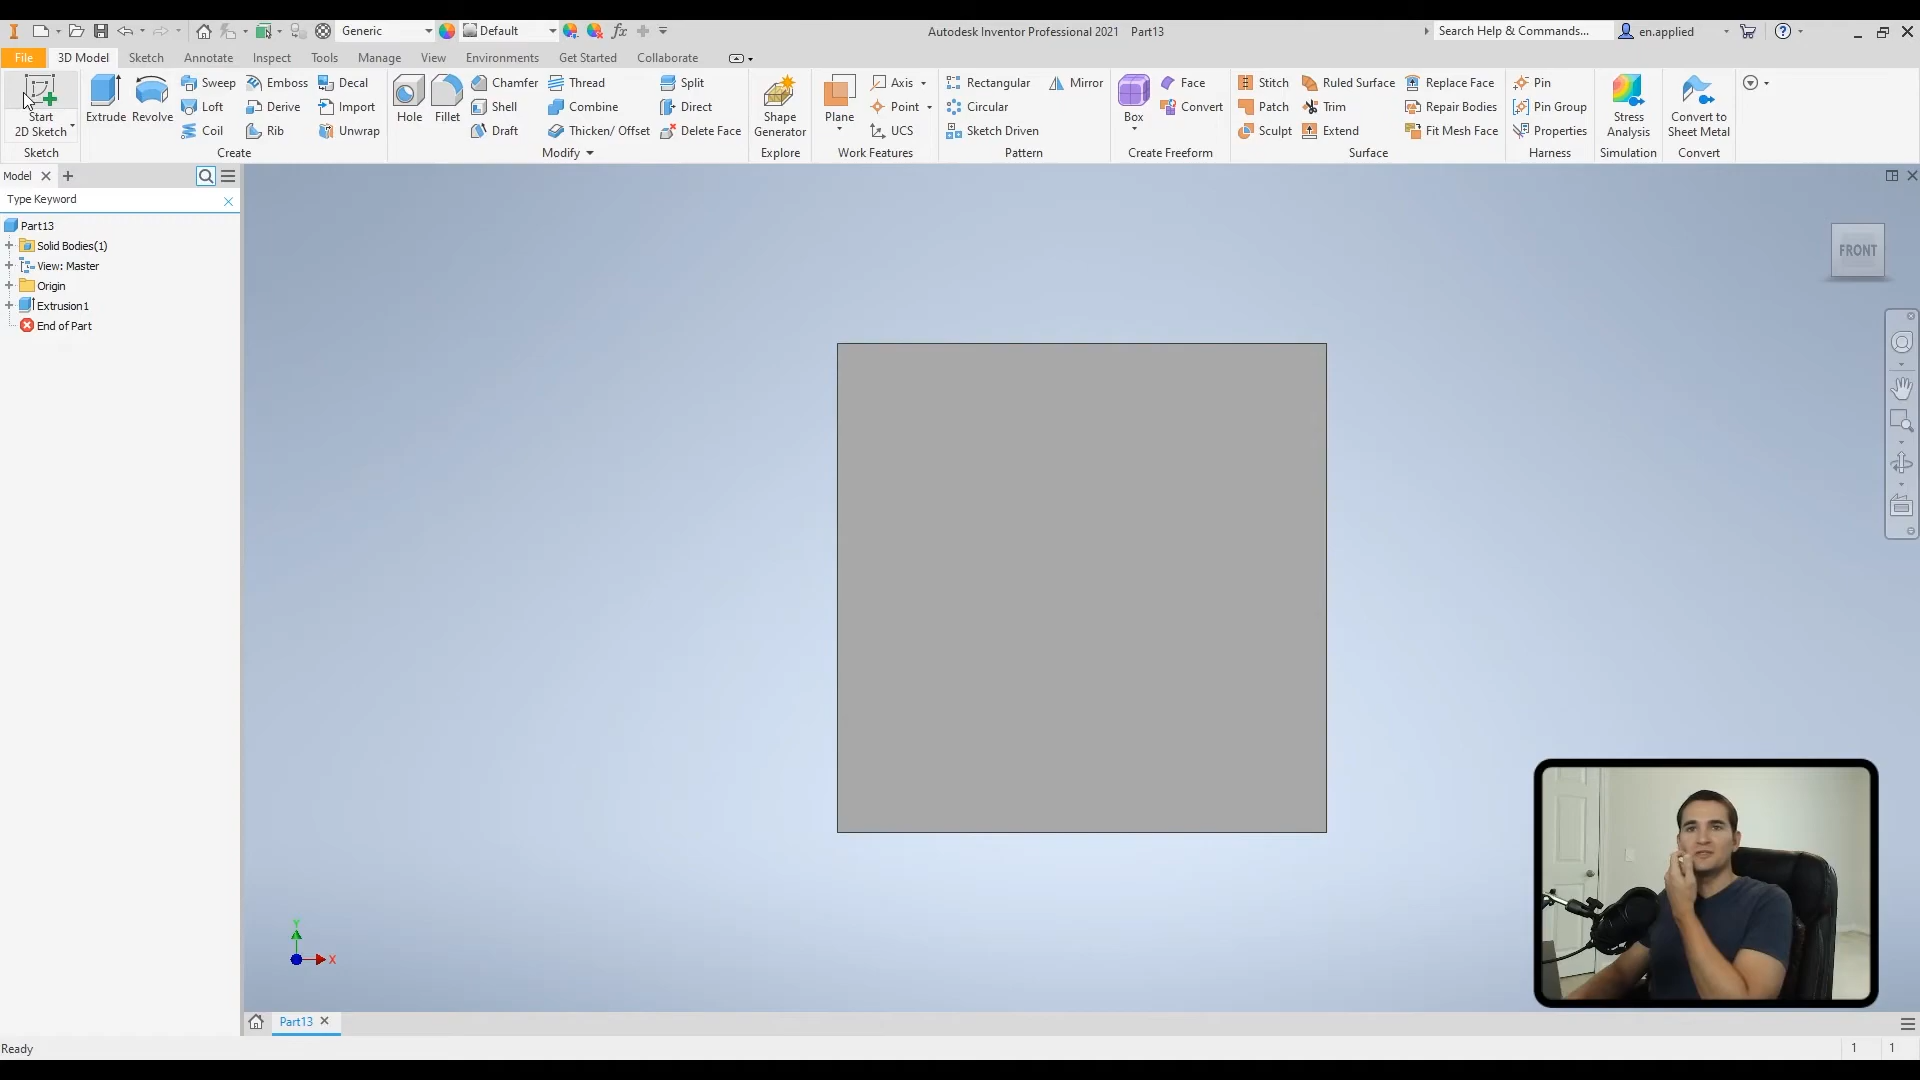 Generic
Default
Autodesk Inventor Professional 2021 Part13
Search Help & Commands...
en.applied
File 3D Model Sketch Annotate Inspect Tools Manage View Environments Get Started Collaborate
Start
2D Sketch
Sketch
Extrude
Revolve
Sweep
Loft
Coil
Emboss
Derive
Rib
Decal
Import
Unwrap
Create
Hole
Fillet
Chamfer
Shell
Draft
Thread
Combine
Thicken/ Offset
Split
Direct
Delete Face
Modify
Shape
Generator
Explore
Plane
Axis
Point
UCS
Work Features
Rectangular
Circular
Sketch Driven
Mirror
Pattern
Box
Face
Convert
Create Freeform
Stitch
Patch
Sculpt
Ruled Surface
Trim
Extend
Replace Face
Repair Bodies
Fit Mesh Face
Surface
Pin
Pin Group
Properties
Harness
Stress
Analysis
Simulation
Convert to
Sheet Metal
Convert
Model
Type Keyword
Part13
Solid Bodies(1)
View: Master
Origin
Extrusion1
End of Part
FRONT
Y
X
Part13
Ready
1 1